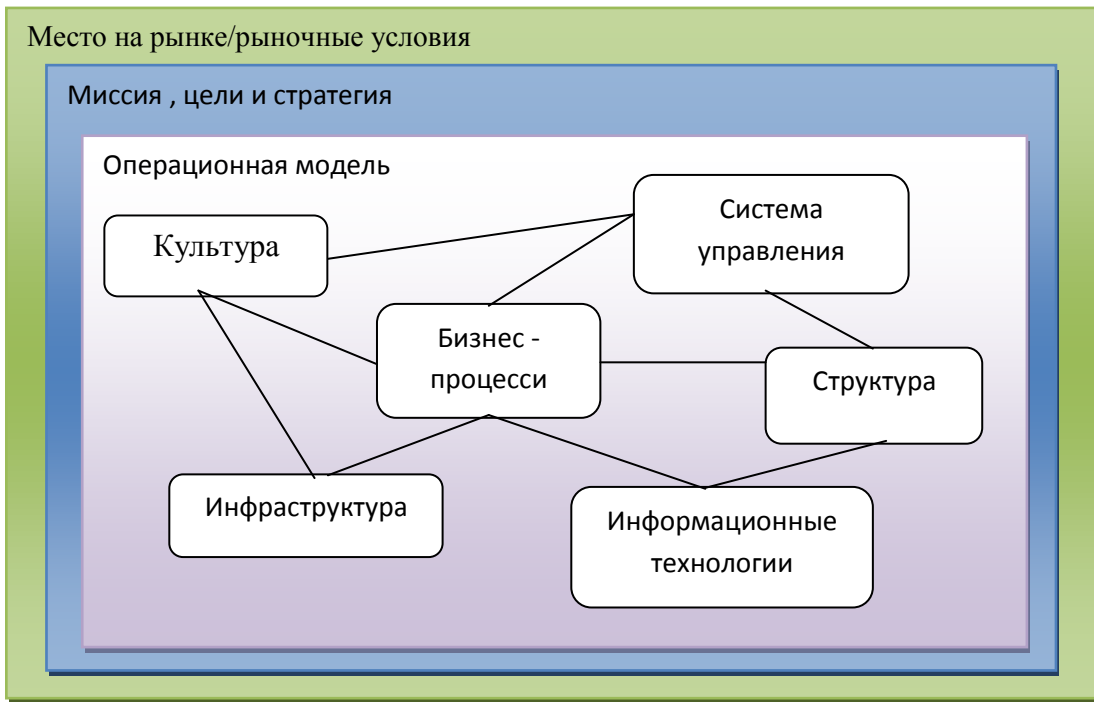 Место на рынке/рыночные условия
Миссия , цели и стратегия
Операционная модель
Культура
Система
управления
Бизнес -
процесси
Структура
Инфраструктура
Информационные
технологии